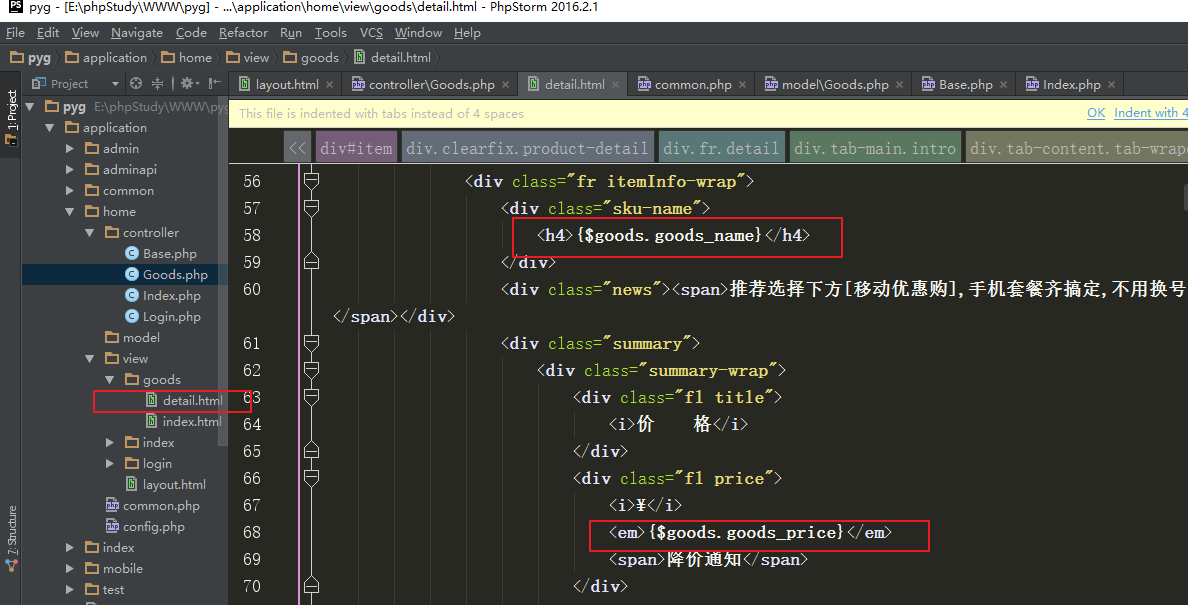 pyg - [E:\phpStudy\WWW\pyg] - ...\application\home\view\goods\detail.html - PhpStorm 2016.2.1
File Edit View Navigate Code Refactor Run Tools VCS Window Help
pyg application home view goods detail.html
Project
layout.html controller\Goods.php detail.html common.php model\Goods.php Base.php Index.php
1: Project
7: Structure
pyg E:\phpStudy\WWW\pyg
application
admin
adminapi
common
home
controller
Base.php
Goods.php
Index.php
Login.php
model
view
goods
detail.html
index.html
index
login
layout.html
common.php
config.php
index
mobile
test
This file is indented with tabs instead of 4 spaces OK Indent with 4
<< div#item div.clearfix.product-detail div.fr.detail div.tab-main.intro div.tab-content.tab-wrap
56 <div class="fr itemInfo-wrap">
57 <div class="sku-name">
58 <h4>{$goods.goods_name}</h4>
59 </div>
60 <div class="news"><span>推荐选择下方[移动优惠购],手机套餐齐搞定,不用换号
</span></div>
61 <div class="summary">
62 <div class="summary-wrap">
63 <div class="fl title">
64 <i>价　　格</i>
65 </div>
66 <div class="fl price">
67 <i>¥</i>
68 <em>{$goods.goods_price}</em>
69 <span>降价通知</span>
70 </div>